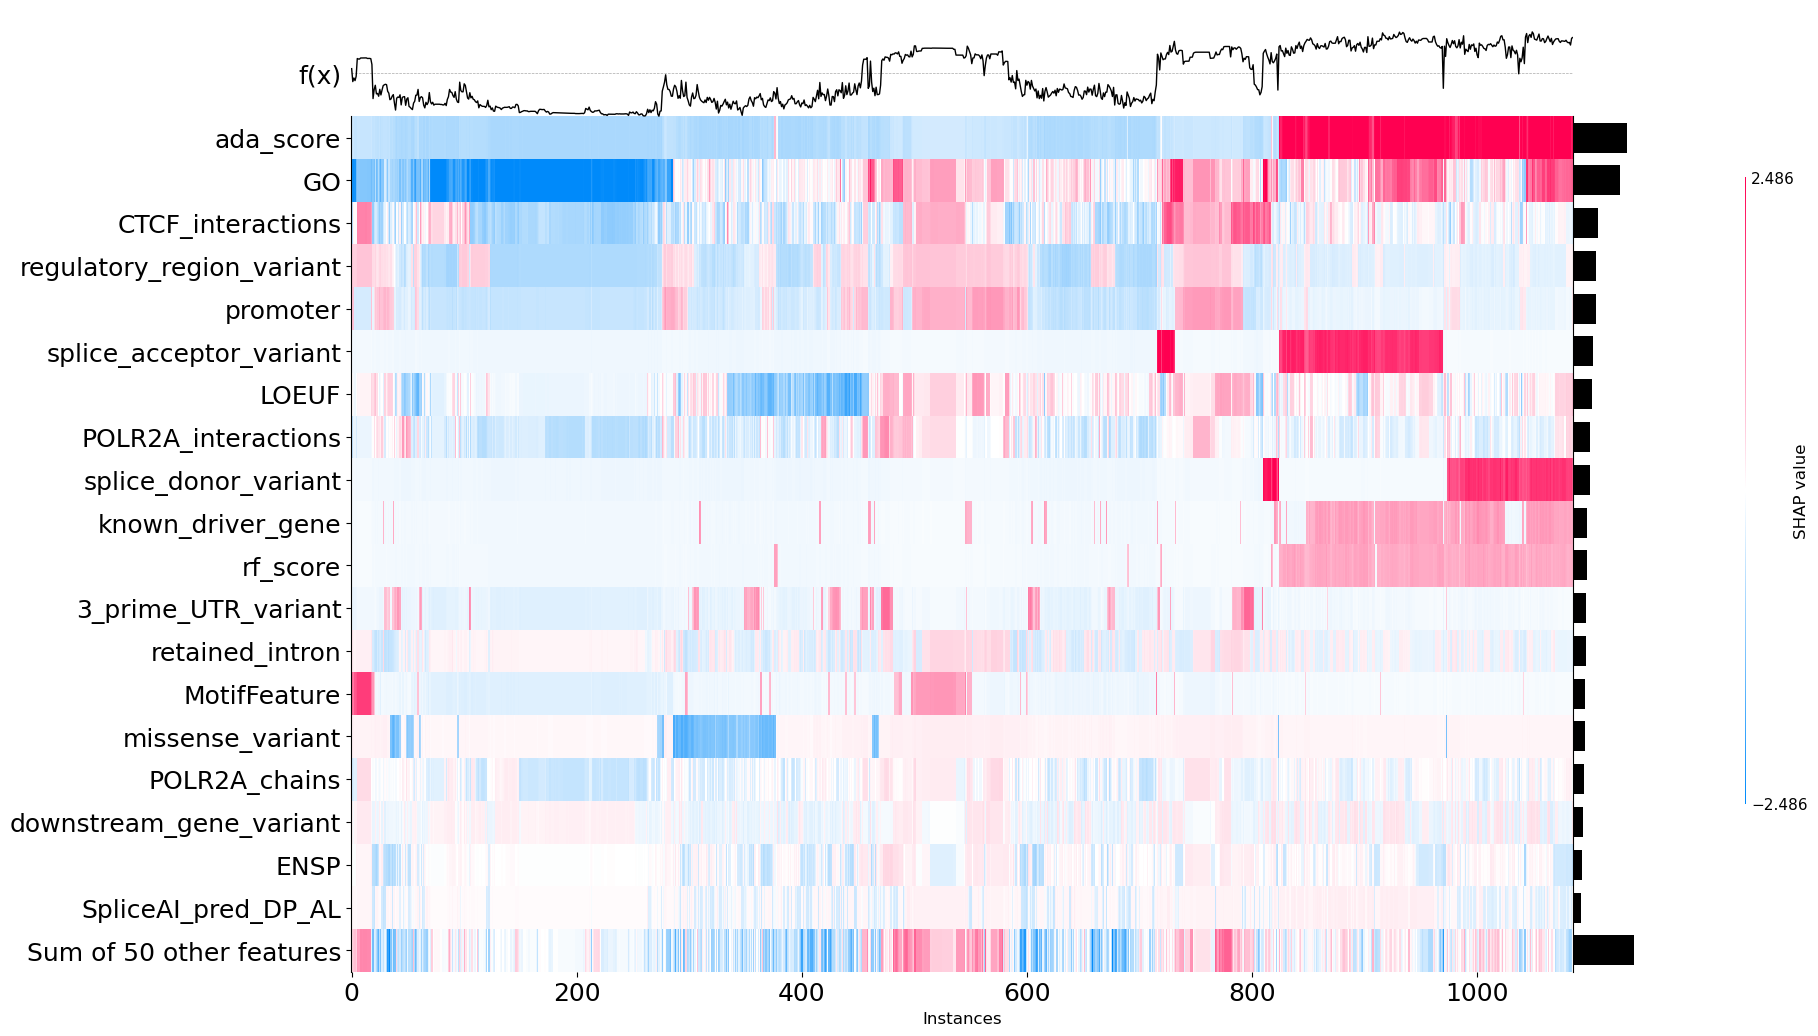 f(x)
ada_score
GO
CTCF_interactions
regulatory_region_variant
promoter
splice_acceptor_variant
LOEUF
POLR2A_interactions
splice_donor_variant
known_driver_gene
rf_score
3_prime_UTR_variant
retained_intron
MotifFeature
missense_variant
POLR2A_chains
downstream_gene_variant
ENSP
SpliceAI_pred_DP_AL
Sum of 50 other features
0 200 400 600 800 1000
Instances
2.486
SHAP value
−2.486